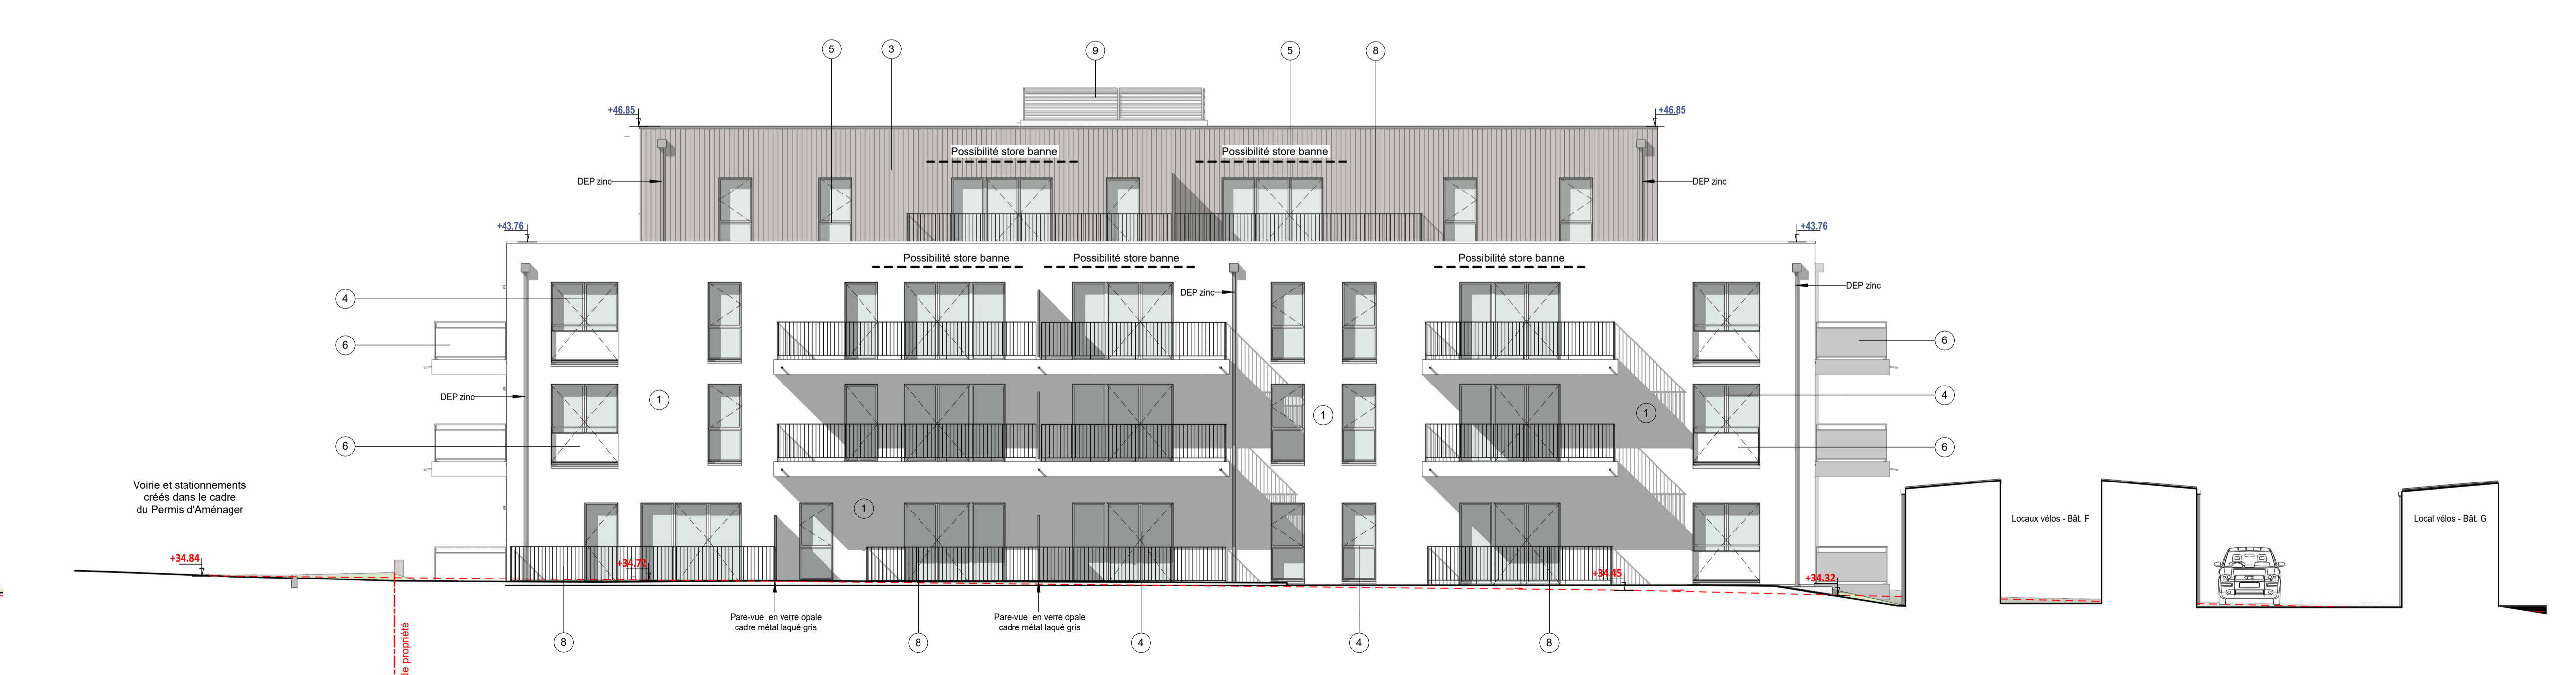 5
3
9
5
8
+46.85
+46.85
Possibilité store banne
Possibilité store banne
DEP zinc
DEP zinc
+43.76
+43.76
Possibilité store banne
Possibilité store banne
Possibilité store banne
DEP zinc
DEP zinc
4
6
6
DEP zinc
1
1
1
4
6
6
Voirie et stationnements
créés dans le cadre
du Permis d'Aménager
1
Locaux vélos - Bât. F
Local vélos - Bât. G
+34.84
+34.77
+34.45
+34.32
Pare-vue en verre opale
cadre métal laqué gris
Pare-vue en verre opale
cadre métal laqué gris
de propriété
8
8
4
4
8